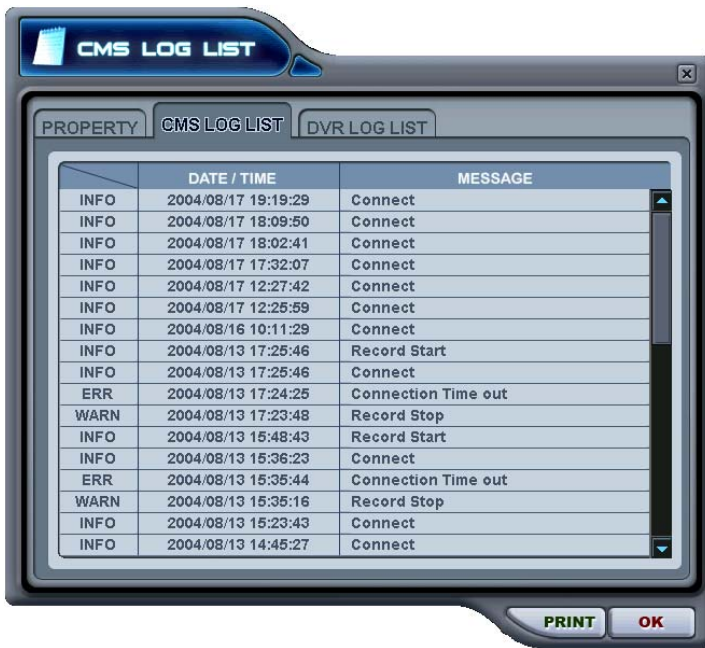 CMS LOG LIST
PROPERTY CMS LOG LIST DVR LOG LIST
DATE / TIME MESSAGE
INFO 2004/08/17 19:19:29 Connect
INFO 2004/08/17 18:09:50 Connect
INFO 2004/08/17 18:02:41 Connect
INFO 2004/08/17 17:32:07 Connect
INFO 2004/08/17 12:27:42 Connect
INFO 2004/08/17 12:25:59 Connect
INFO 2004/08/16 10:11:29 Connect
INFO 2004/08/13 17:25:46 Record Start
INFO 2004/08/13 17:25:46 Connect
ERR 2004/08/13 17:24:25 Connection Time out
WARN 2004/08/13 17:23:48 Record Stop
INFO 2004/08/13 15:48:43 Record Start
INFO 2004/08/13 15:36:23 Connect
ERR 2004/08/13 15:35:44 Connection Time out
WARN 2004/08/13 15:35:16 Record Stop
INFO 2004/08/13 15:23:43 Connect
INFO 2004/08/13 14:45:27 Connect
PRINT OK